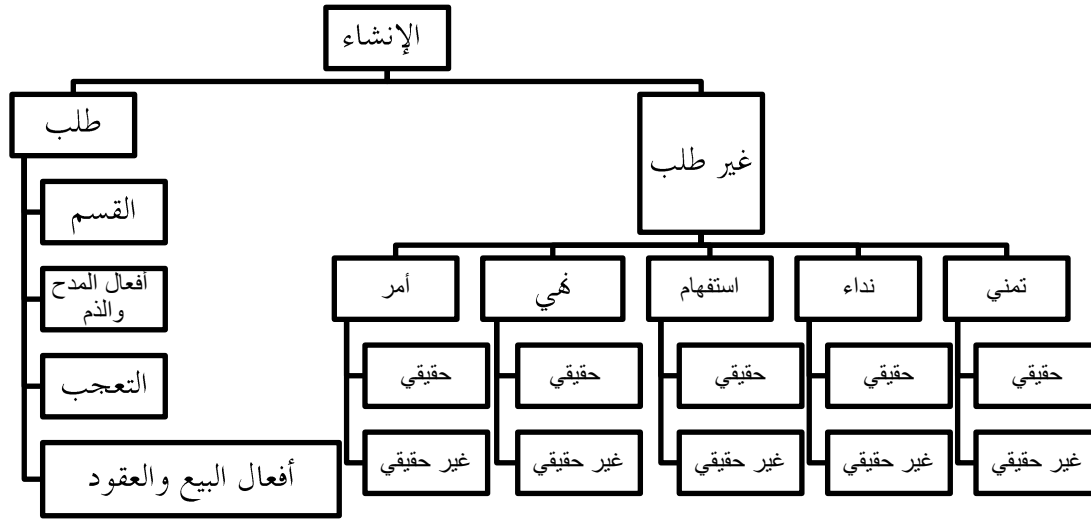 الإنشاء
غير طلب
طلب
تمني
نداء
استفهام
نهي
أمر
حقيقي
حقيقي
حقيقي
حقيقي
حقيقي
غير حقيقي
غير حقيقي
غير حقيقي
غير حقيقي
غير حقيقي
القسم
أفعال المدح
والذم
التعجب
أفعال البيع والعقود